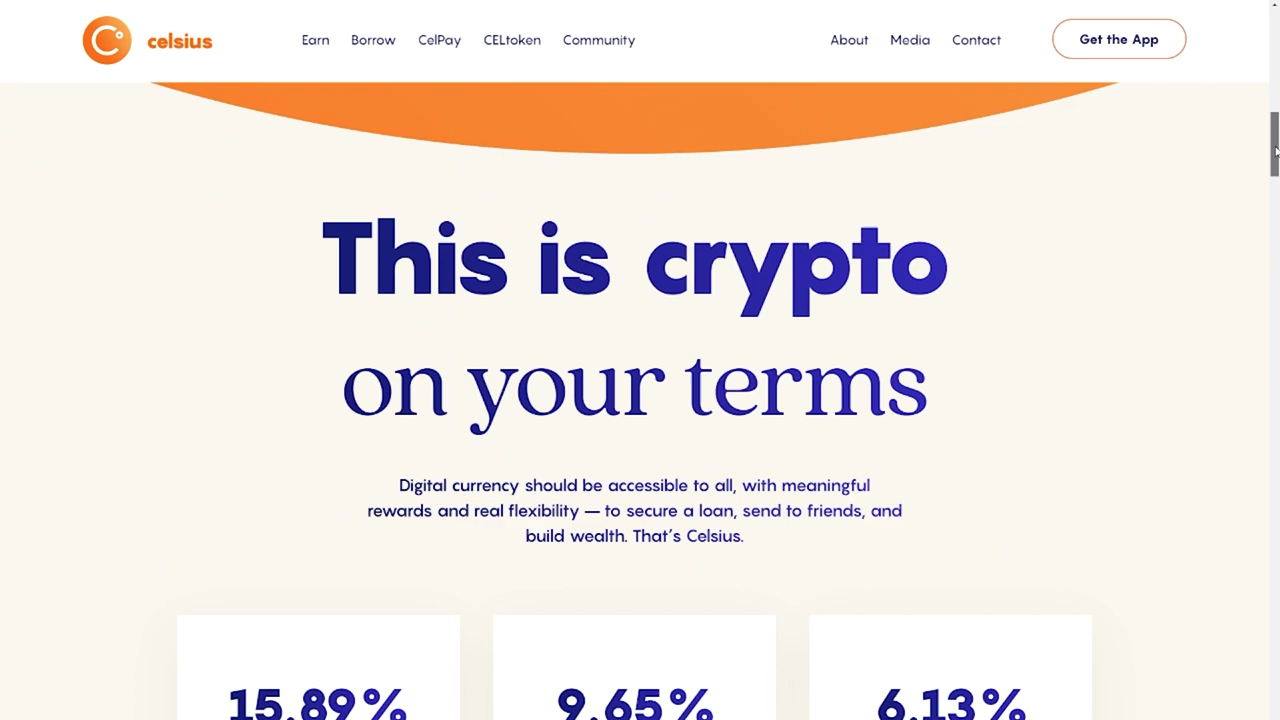 celsius
Earn Borrow CelPay CELtoken Community About Media Contact Get the App
This is crypto
on your terms
Digital currency should be accessible to all, with meaningful
rewards and real flexibility — to secure a loan, send to friends, and
build wealth. That’s Celsius.
15.89% 9.65% 6.13%